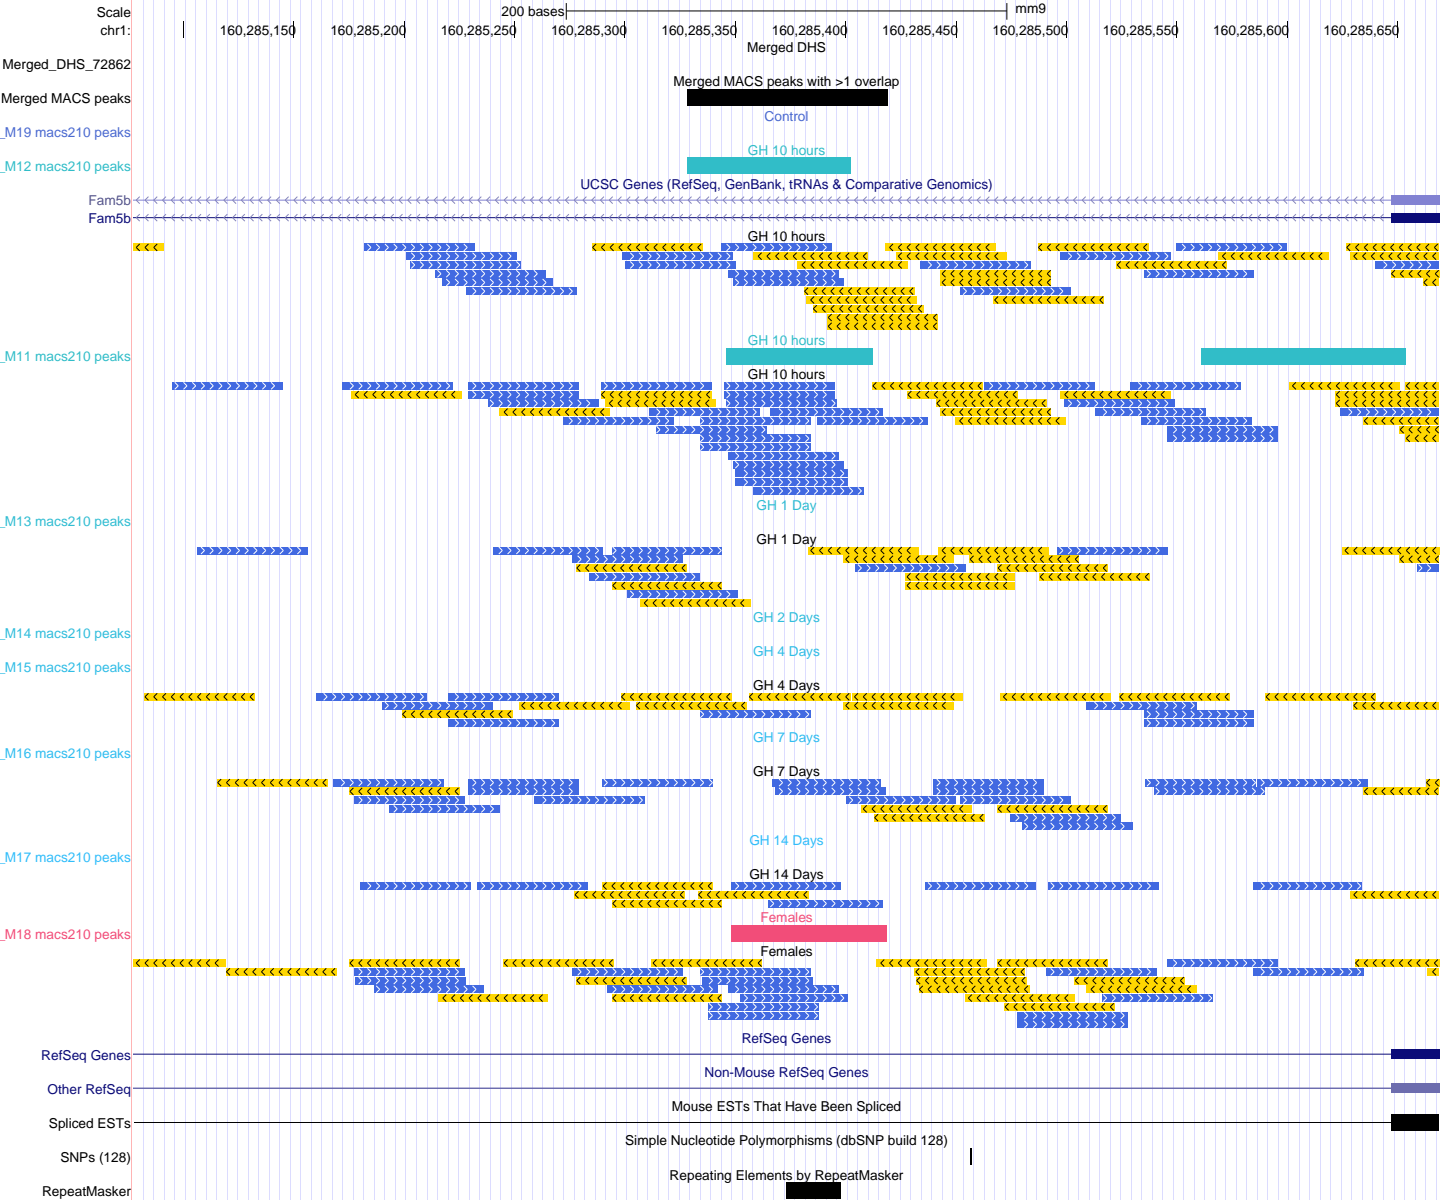 Scale 200 bases mm9
chr1: 160,285,150 160,285,200 160,285,250 160,285,300 160,285,350 160,285,400 160,285,450 160,285,500 160,285,550 160,285,600 160,285,650
Merged DHS
Merged_DHS_72862
Merged MACS peaks with >1 overlap
Merged MACS peaks
Control
_M19 macs210 peaks
GH 10 hours
_M12 macs210 peaks
UCSC Genes (RefSeq, GenBank, tRNAs & Comparative Genomics)
Fam5b
Fam5b
GH 10 hours
GH 10 hours
_M11 macs210 peaks
GH 10 hours
GH 1 Day
_M13 macs210 peaks
GH 1 Day
GH 2 Days
_M14 macs210 peaks
GH 4 Days
_M15 macs210 peaks
GH 4 Days
GH 7 Days
_M16 macs210 peaks
GH 7 Days
GH 14 Days
_M17 macs210 peaks
GH 14 Days
Females
_M18 macs210 peaks
Females
RefSeq Genes
RefSeq Genes
Non-Mouse RefSeq Genes
Other RefSeq
Mouse ESTs That Have Been Spliced
Spliced ESTs
Simple Nucleotide Polymorphisms (dbSNP build 128)
SNPs (128)
Repeating Elements by RepeatMasker
RepeatMasker